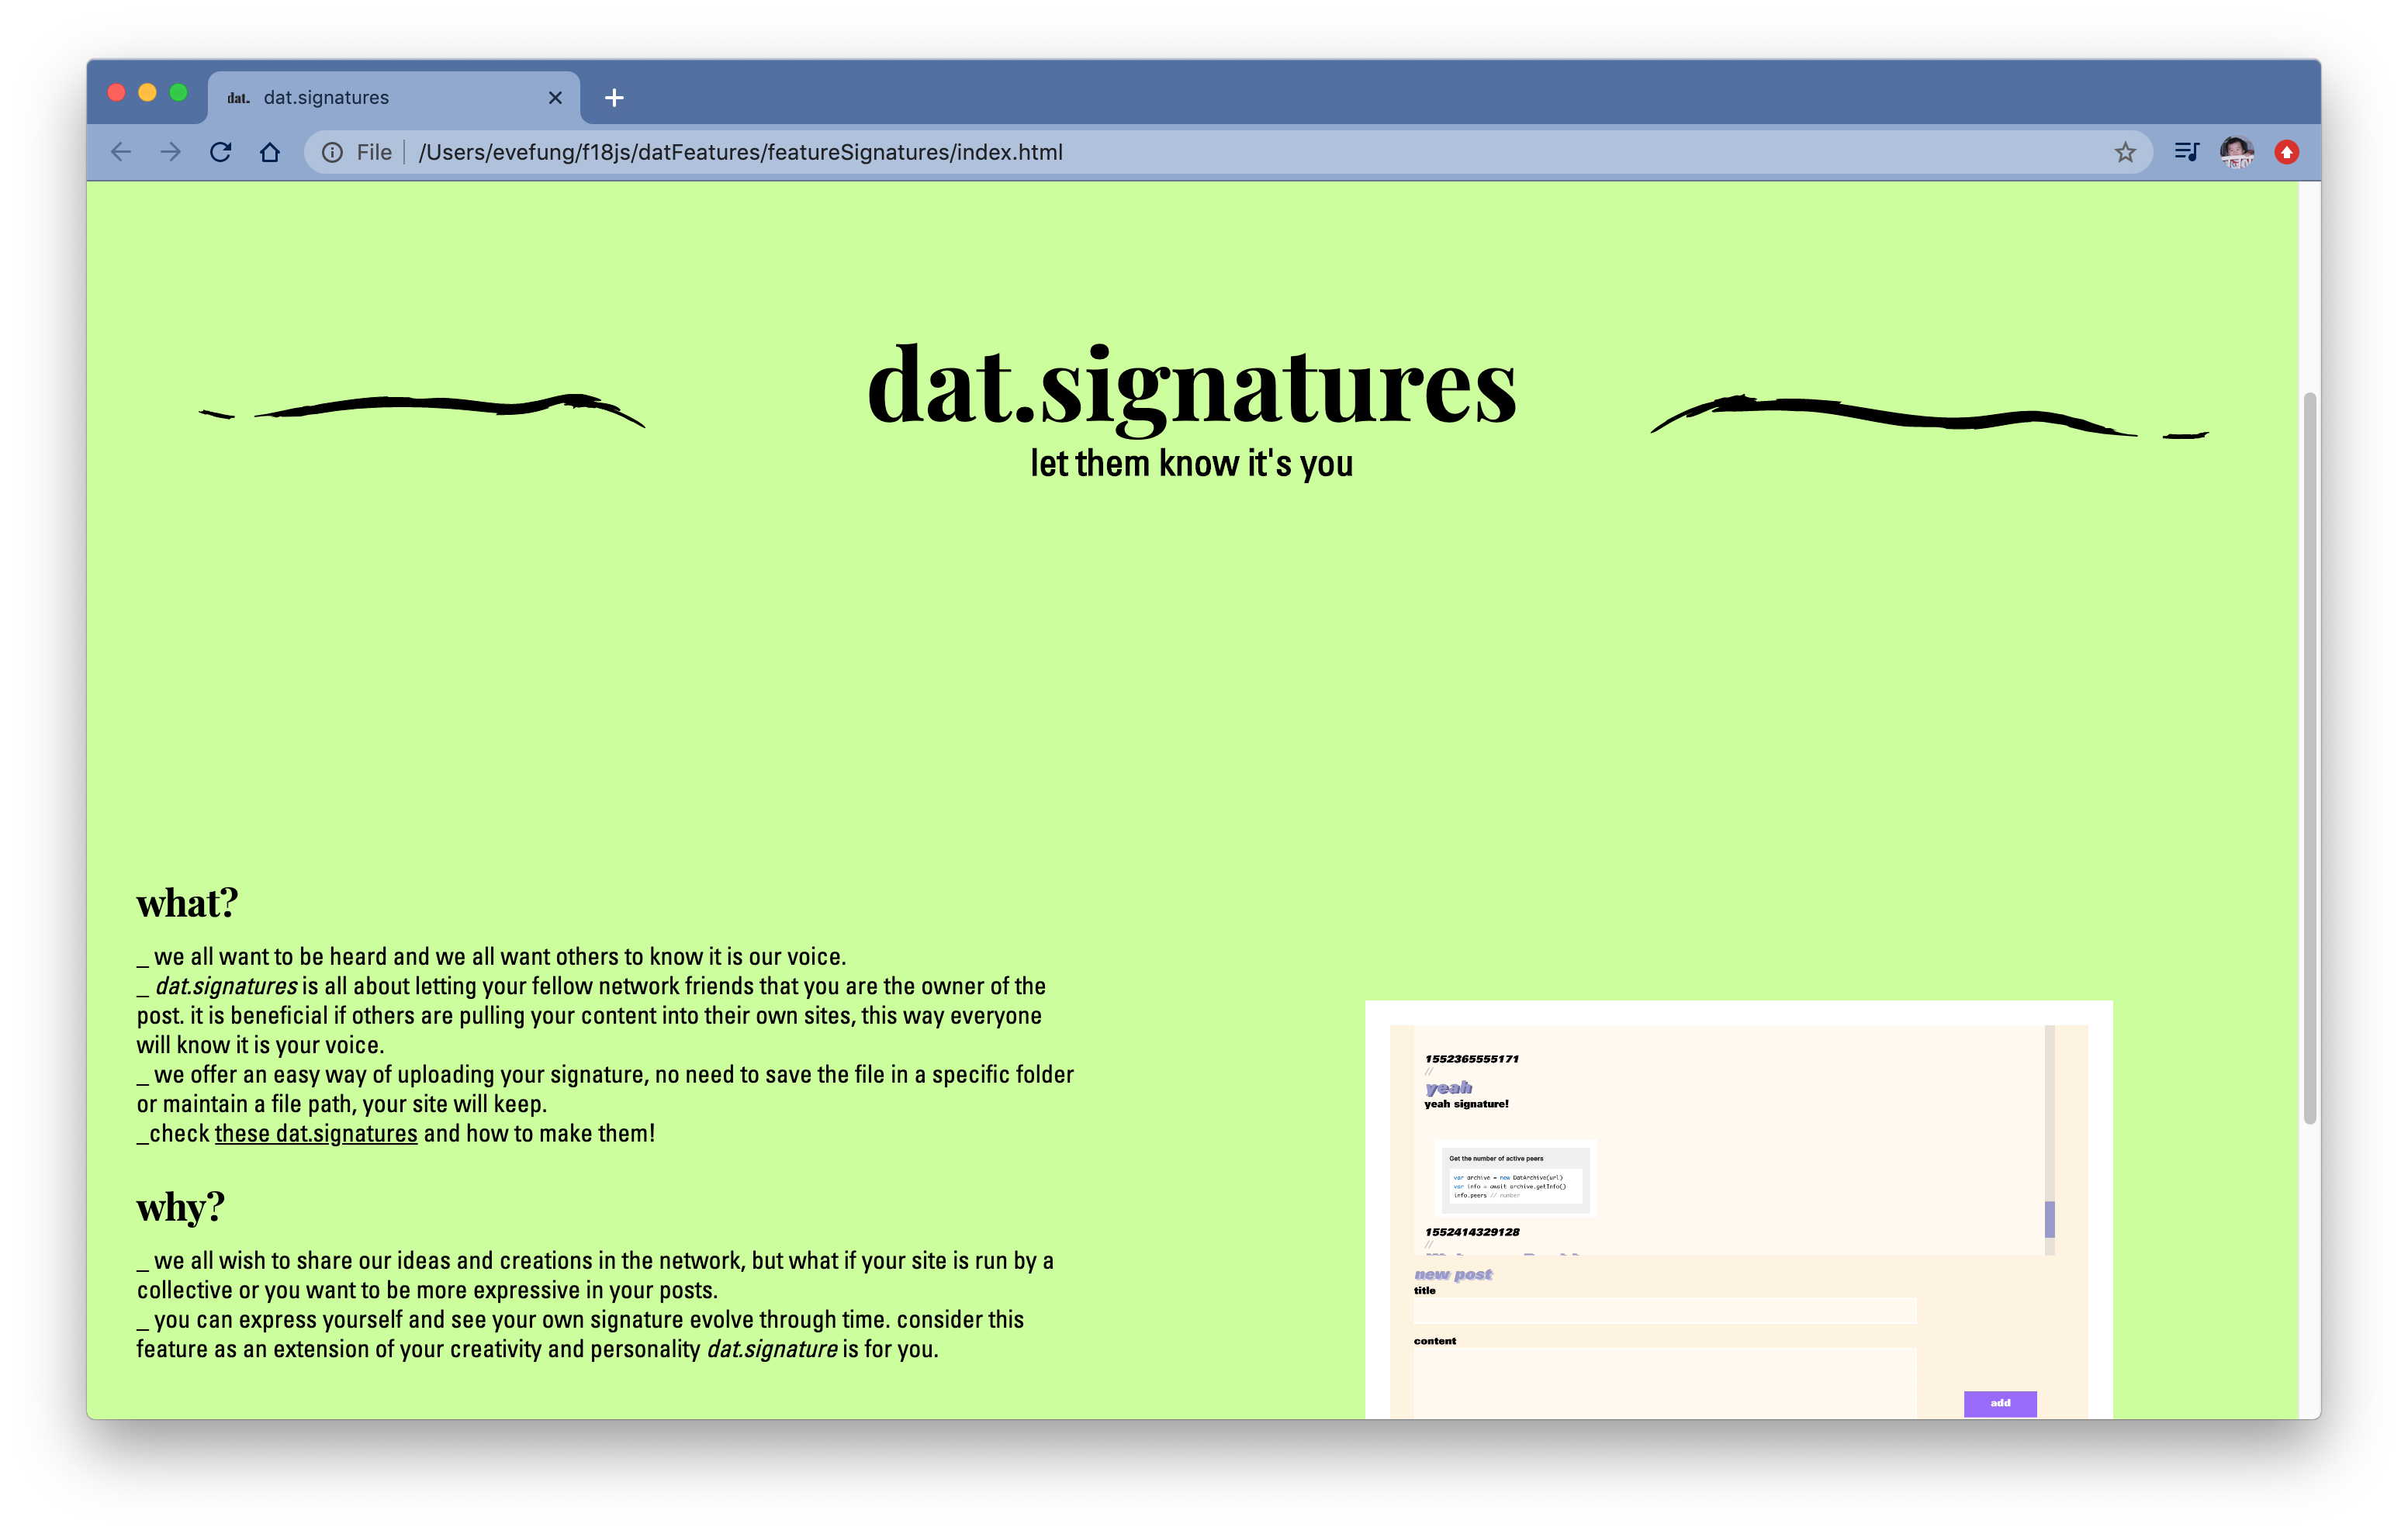 dat. dat.signatures
File /Users/evefung/f18js/datFeatures/featureSignatures/index.html
dat.signatures
let them know it's you
what?
_ we all want to be heard and we all want others to know it is our voice.
_ dat.signatures is all about letting your fellow network friends that you are the owner of the
post. it is beneficial if others are pulling your content into their own sites, this way everyone
will know it is your voice.
_ we offer an easy way of uploading your signature, no need to save the file in a specific folder
or maintain a file path, your site will keep.
_check these dat.signatures and how to make them!
why?
_ we all wish to share our ideas and creations in the network, but what if your site is run by a
collective or you want to be more expressive in your posts.
_ you can express yourself and see your own signature evolve through time. consider this
feature as an extension of your creativity and personality dat.signature is for you.
1552365555171
//
yeah
yeah signature!
Get the number of active peers
var archive = new DatArchive(url)
var info = await archive.getInfo()
info.peers // number
1552414329128
//
new post
title
content
add